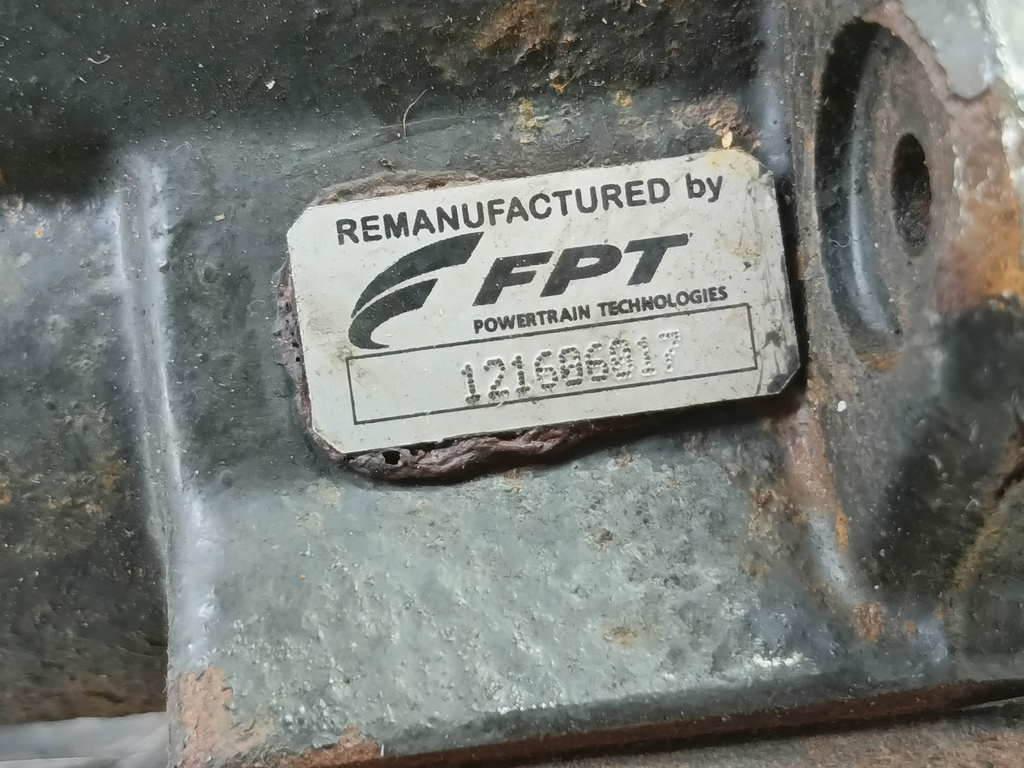 REMANUFACTURED by
FPT
POWERTRAIN TECHNOLOGIES
121606017